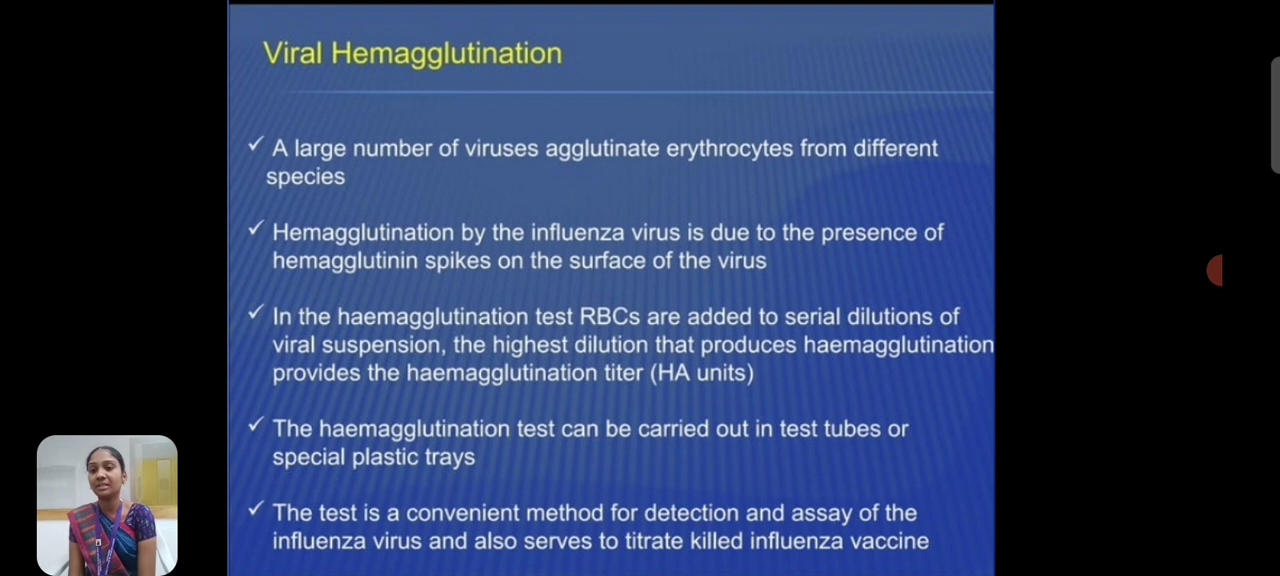 Viral Hemagglutination
✓ A large number of viruses agglutinate erythrocytes from different
species
✓ Hemagglutination by the influenza virus is due to the presence of
hemagglutinin spikes on the surface of the virus
✓ In the haemagglutination test RBCs are added to serial dilutions of
viral suspension, the highest dilution that produces haemagglutination
provides the haemagglutination titer (HA units)
✓ The haemagglutination test can be carried out in test tubes or
special plastic trays
✓ The test is a convenient method for detection and assay of the
influenza virus and also serves to titrate killed influenza vaccine